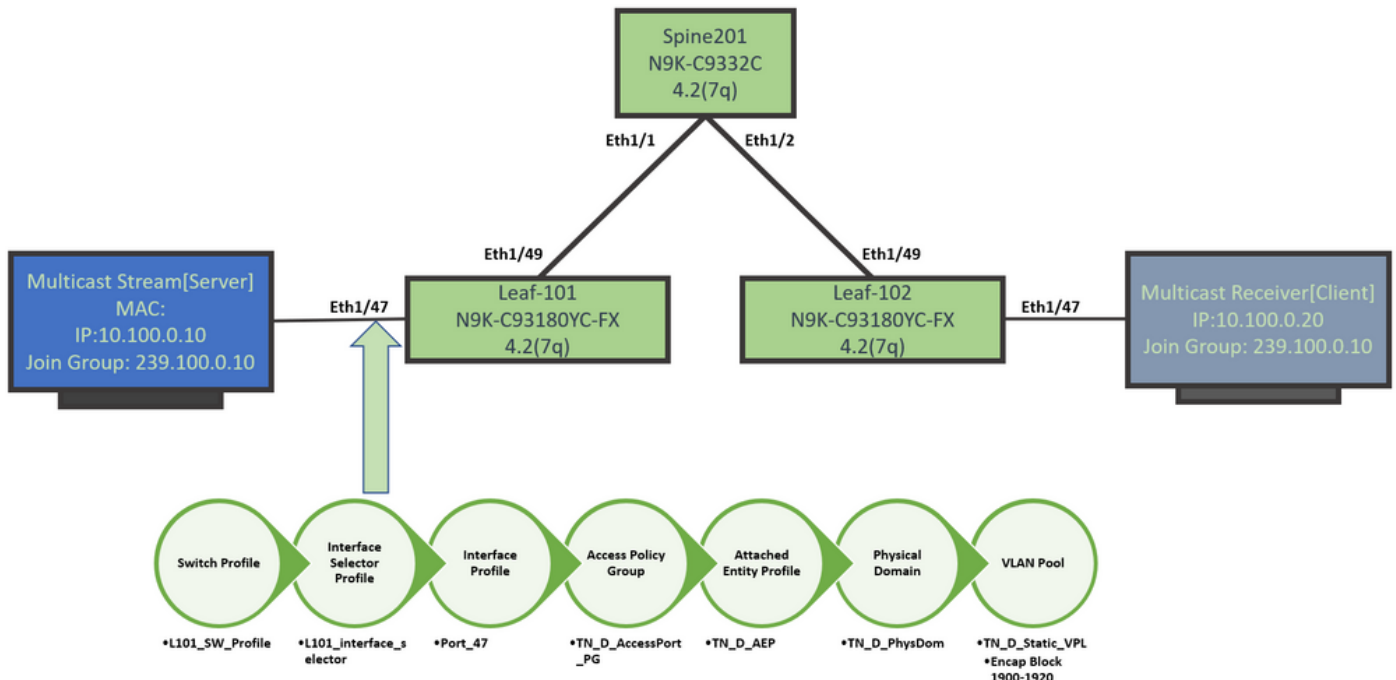 Spine201
N9K-C9332C
4.2(7q)
Eth1/1
Eth1/2
Eth1/49
Eth1/49
Multicast Stream[Server]
MAC:
IP:10.100.0.10
Join Group: 239.100.0.10
Eth1/47
Leaf-101
N9K-C93180YC-FX
4.2(7q)
Leaf-102
N9K-C93180YC-FX
4.2(7q)
Eth1/47
Multicast Receiver[Client]
IP:10.100.0.20
Join Group: 239.100.0.10
Switch Profile
•L101_SW_Profile
Interface
Selector
Profile
•L101_interface_s
elector
Interface
Profile
•Port_47
Access Policy
Group
•TN_D_AccessPort
_PG
Attached
Entity Profile
•TN_D_AEP
Physical
Domain
•TN_D_PhysDom
VLAN Pool
•TN_D_Static_VPL
•Encap Block
1900-1920